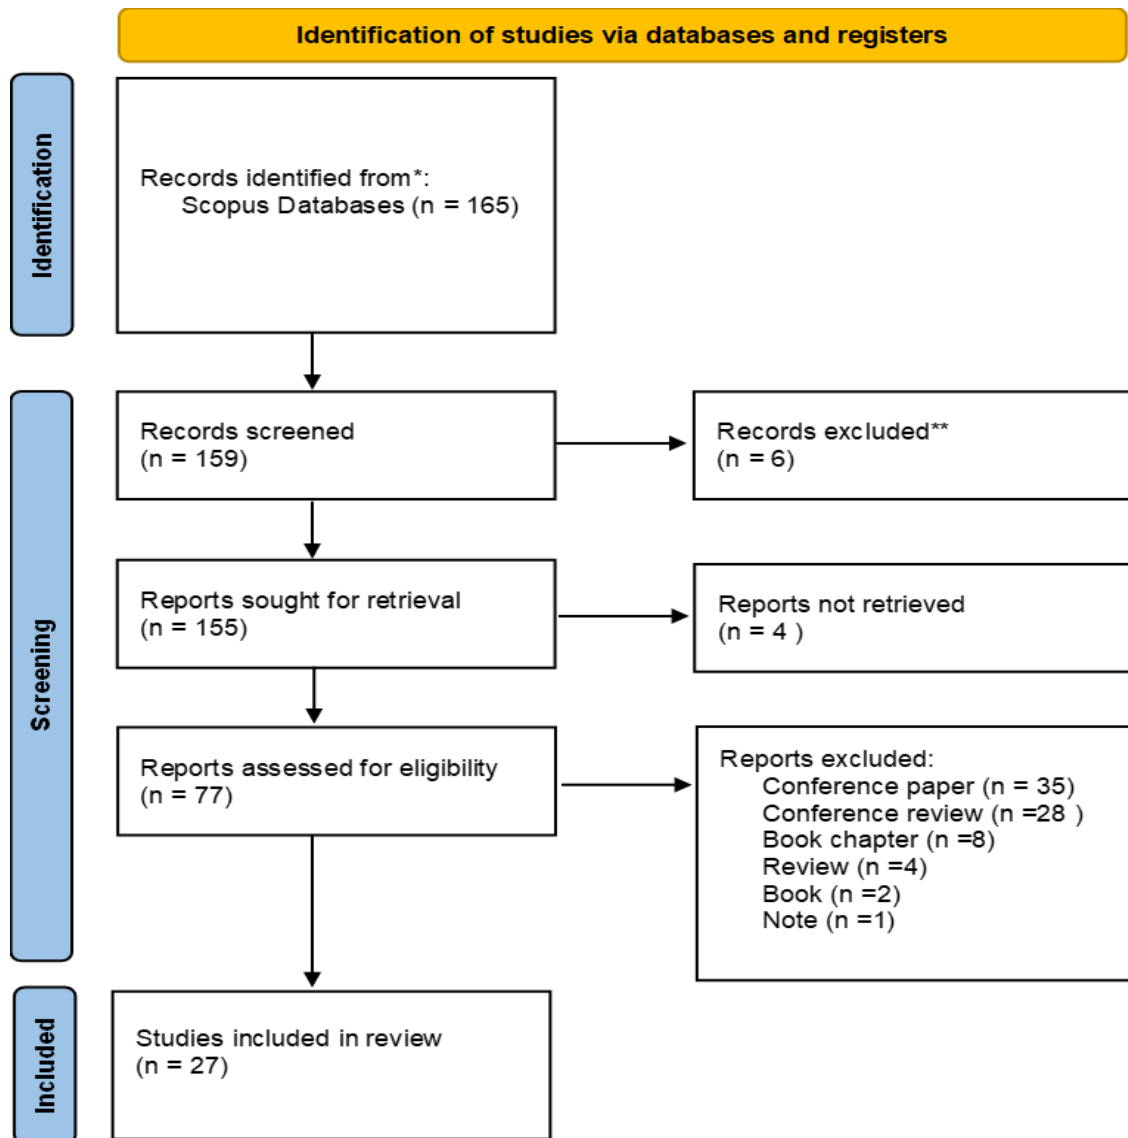 Identification of studies via databases and registers
Identification
Records identified from*:
Scopus Databases (n = 165)
Screening
Records screened
(n = 159)
Records excluded**
(n = 6)
Reports sought for retrieval
(n = 155)
Reports not retrieved
(n = 4 )
Reports assessed for eligibility
(n = 77)
Reports excluded:
Conference paper (n = 35)
Conference review (n =28 )
Book chapter (n =8)
Review (n =4)
Book (n =2)
Note (n =1)
Included
Studies included in review
(n = 27)